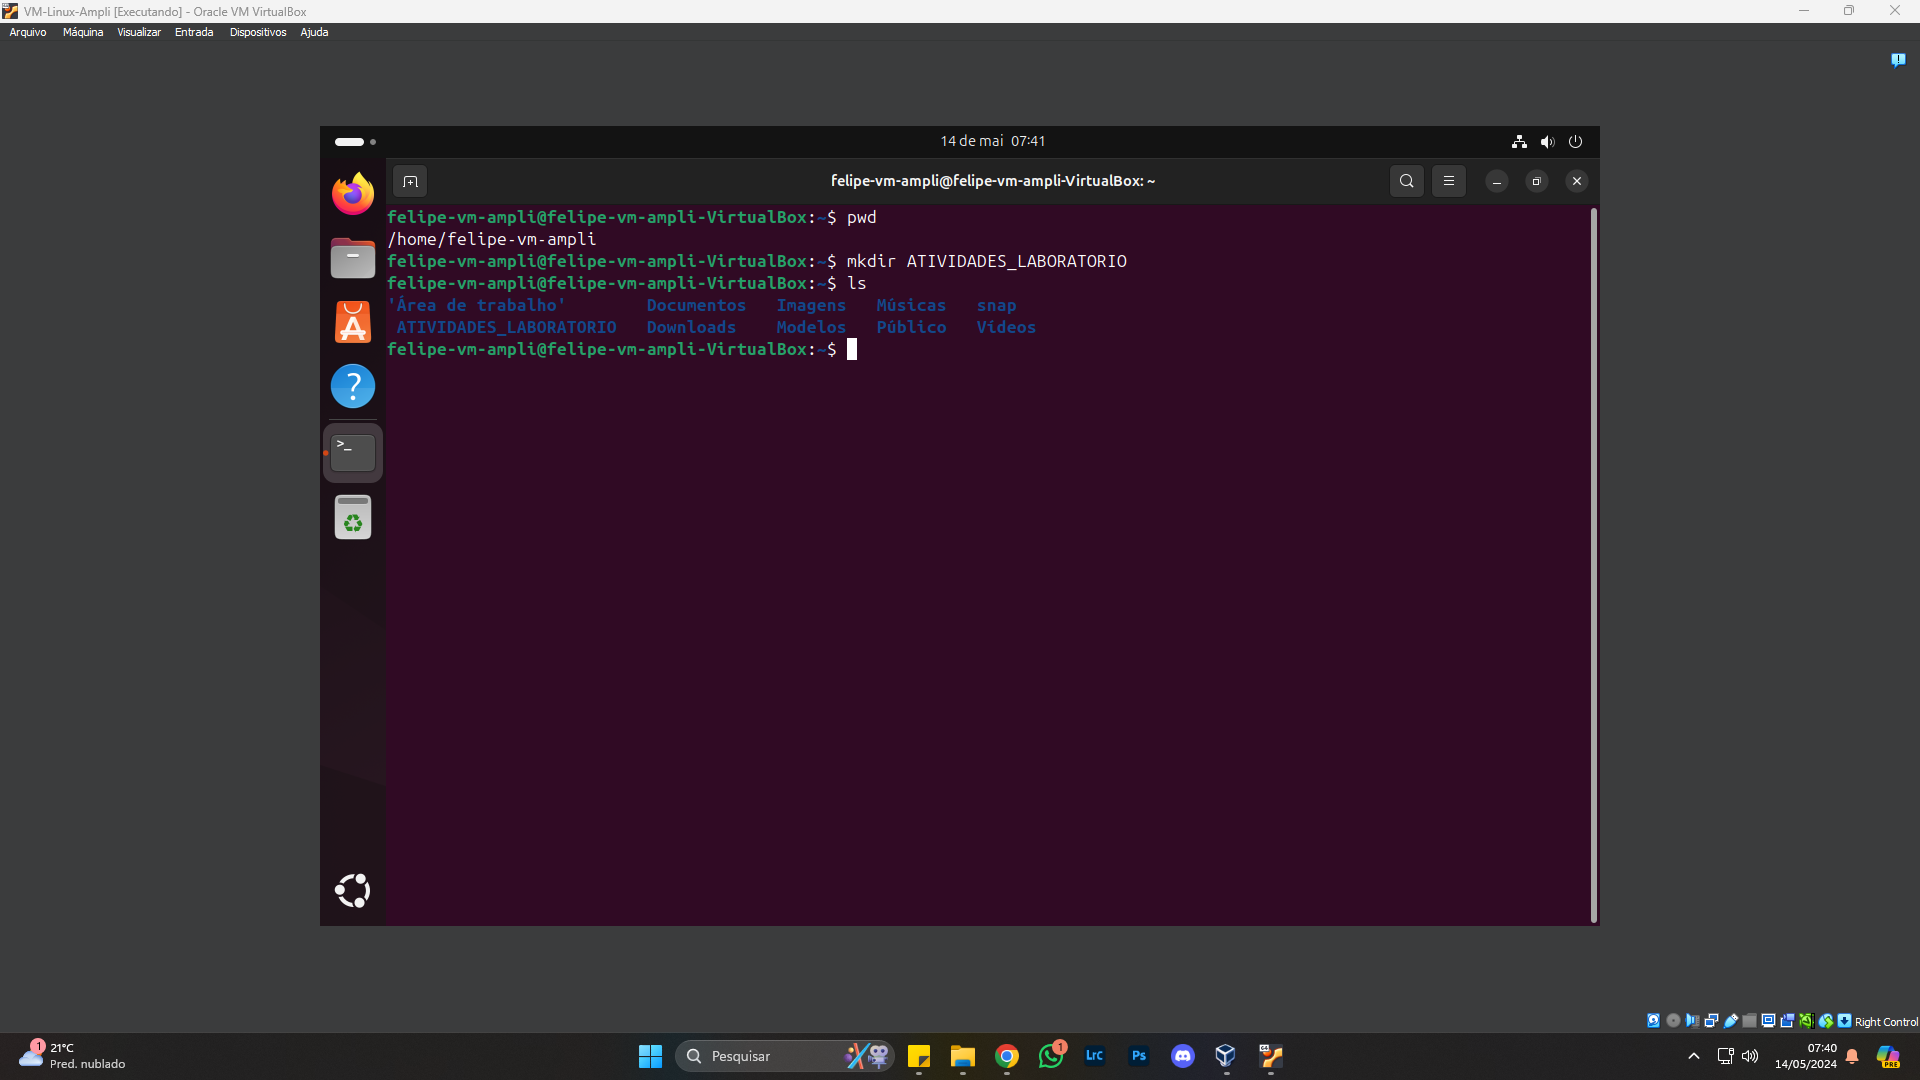 VM-Linux-Ampli [Executando] - Oracle VM VirtualBox
Arquivo Máquina Visualizar Entrada Dispositivos Ajuda
14 de mai 07:41
felipe-vm-ampli@felipe-vm-ampli-VirtualBox: ~
felipe-vm-ampli@felipe-vm-ampli-VirtualBox:~$ pwd
/home/felipe-vm-ampli
felipe-vm-ampli@felipe-vm-ampli-VirtualBox:~$ mkdir ATIVIDADES_LABORATORIO
felipe-vm-ampli@felipe-vm-ampli-VirtualBox:~$ ls
'Área de trabalho' Documentos Imagens Músicas snap
ATIVIDADES_LABORATORIO Downloads Modelos Público Vídeos
felipe-vm-ampli@felipe-vm-ampli-VirtualBox:~$
>_
Right Control
1
21°C
Pred. nublado
Pesquisar
1
LrC
Ps
07:40
14/05/2024
PRE